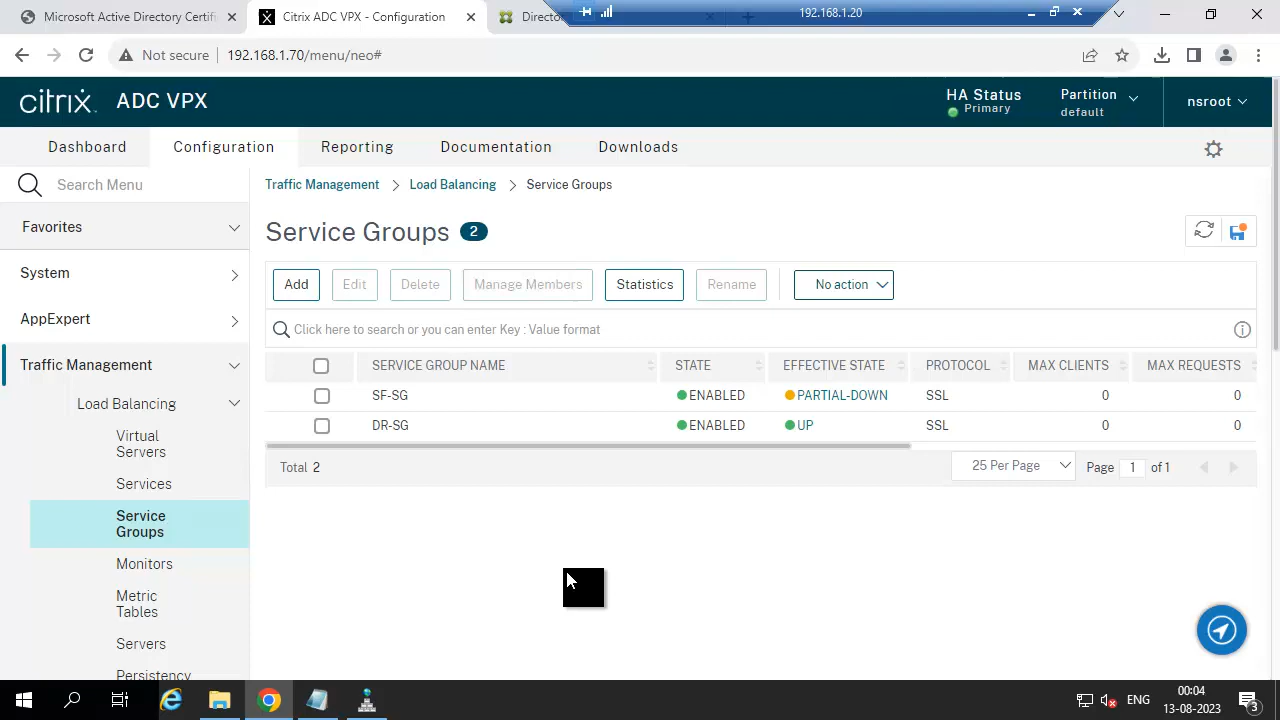 Microsoft Active Directory Certifi
Citrix ADC VPX - Configuration
Directo
192.168.1.20
Not secure
192.168.1.70/menu/neo#
citrix ADC VPX
HA Status
Primary
Partition
default
nsroot
Dashboard
Configuration
Reporting
Documentation
Downloads
Search Menu
Favorites
System
AppExpert
Traffic Management
Load Balancing
Virtual
Servers
Services
Service
Groups
Monitors
Metric
Tables
Servers
Persistency
Traffic Management > Load Balancing > Service Groups
Service Groups 2
Add Edit Delete Manage Members Statistics Rename No action
Click here to search or you can enter Key : Value format
SERVICE GROUP NAME STATE EFFECTIVE STATE PROTOCOL MAX CLIENTS MAX REQUESTS
SF-SG ENABLED PARTIAL-DOWN SSL 0 0
DR-SG ENABLED UP SSL 0 0
Total 2
25 Per Page Page 1 of 1
ENG
00:04
13-08-2023
3